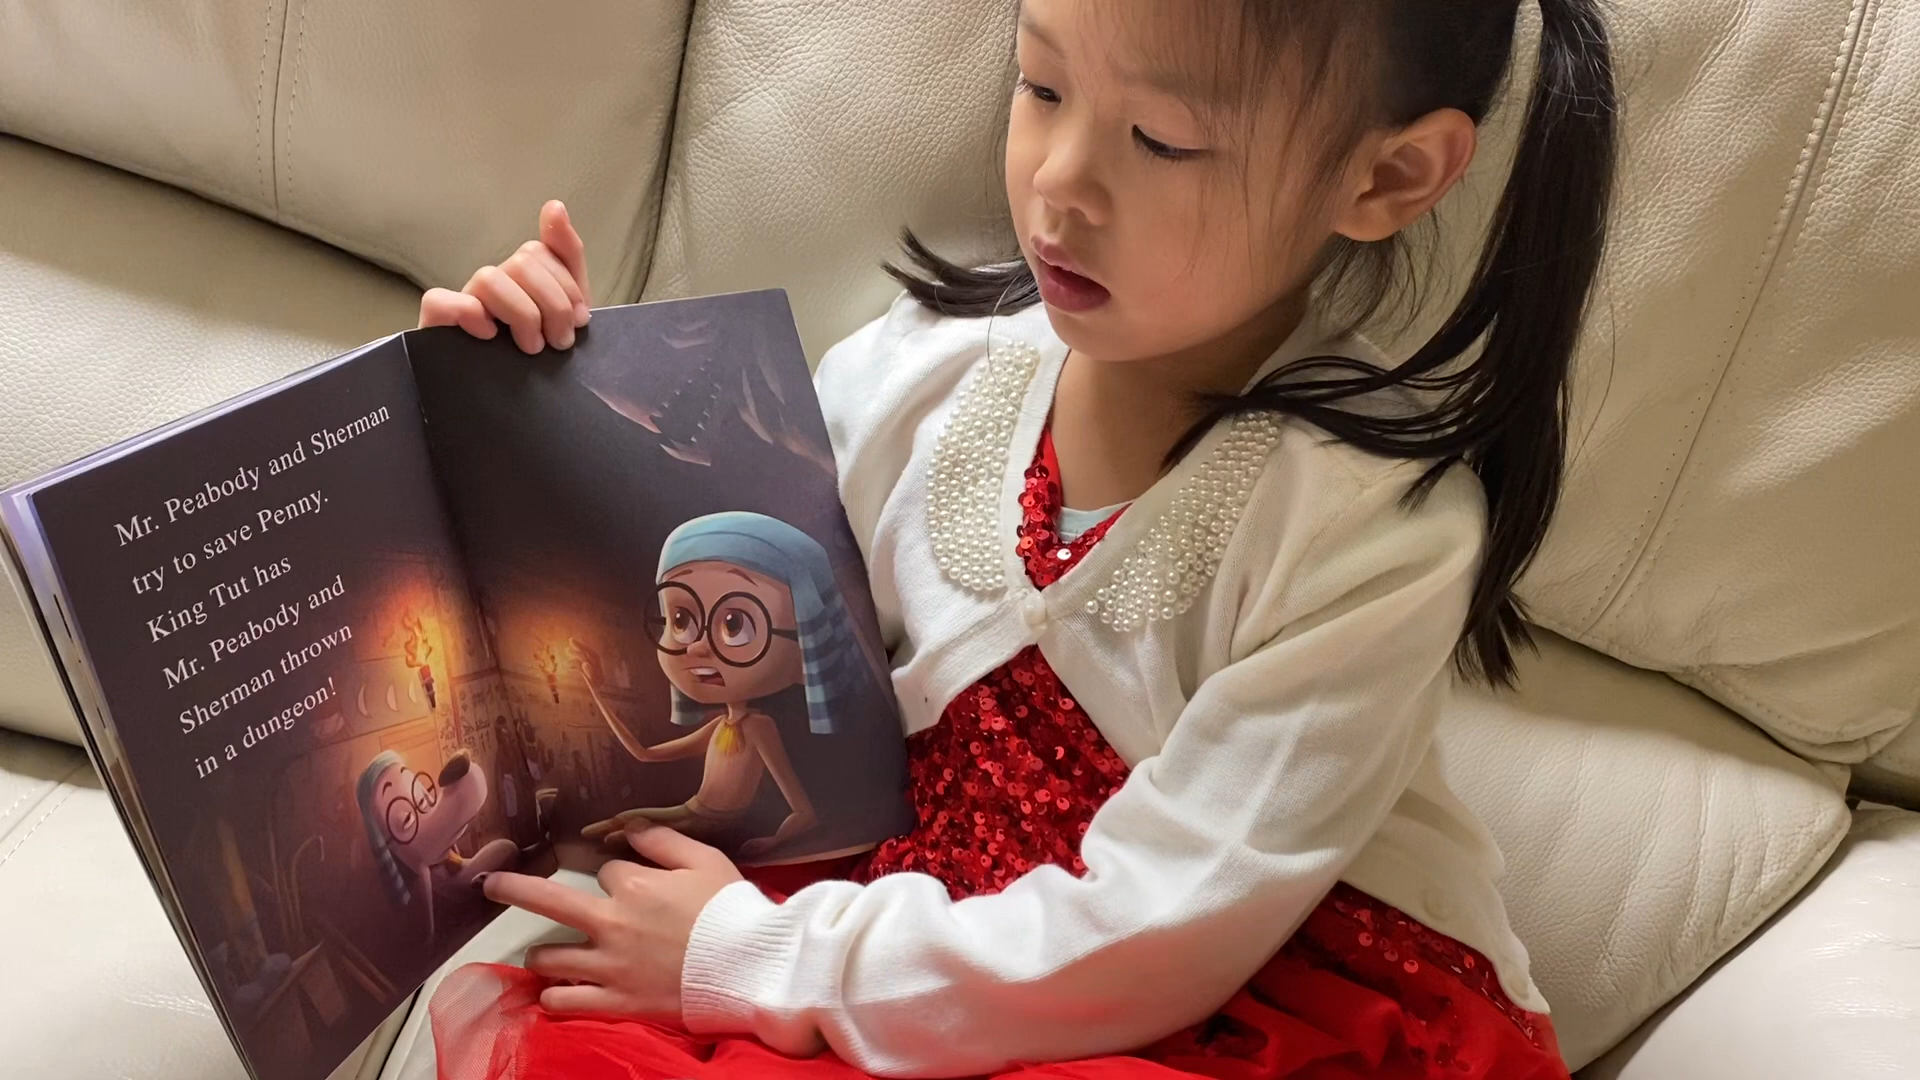 Mr. Peabody and Sherman
try to save Penny.
King Tut has
Mr. Peabody and
Sherman thrown
in a dungeon!